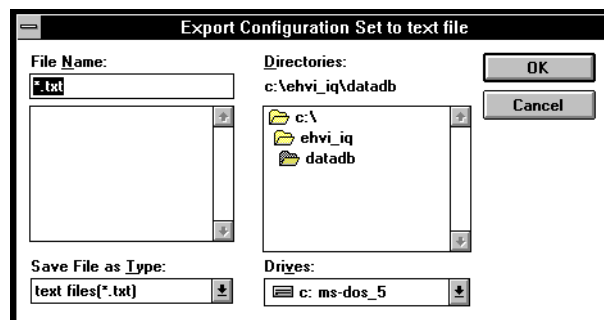 Export Configuration Set to text file
File Name:
*.txt
Directories:
c:\ehvi_iq\datadb
OK
Cancel
c:\
ehvi_iq
datadb
Save File as Type:
text files(*.txt)
Drives:
c: ms-dos_5